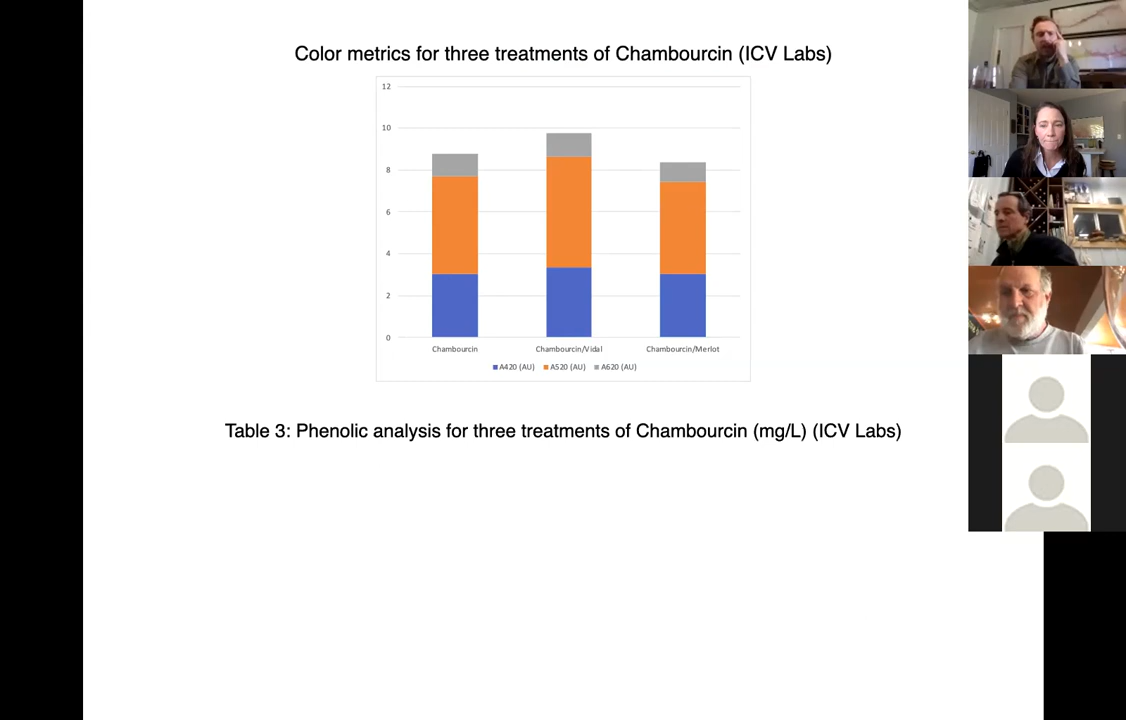 Color metrics for three treatments of Chambourcin (ICV Labs)
12
10
8
6
4
2
0
Chambourcin Chambourcin/Vidal Chambourcin/Merlot
A420 (AU) A520 (AU) A620 (AU)
Table 3: Phenolic analysis for three treatments of Chambourcin (mg/L) (ICV Labs)